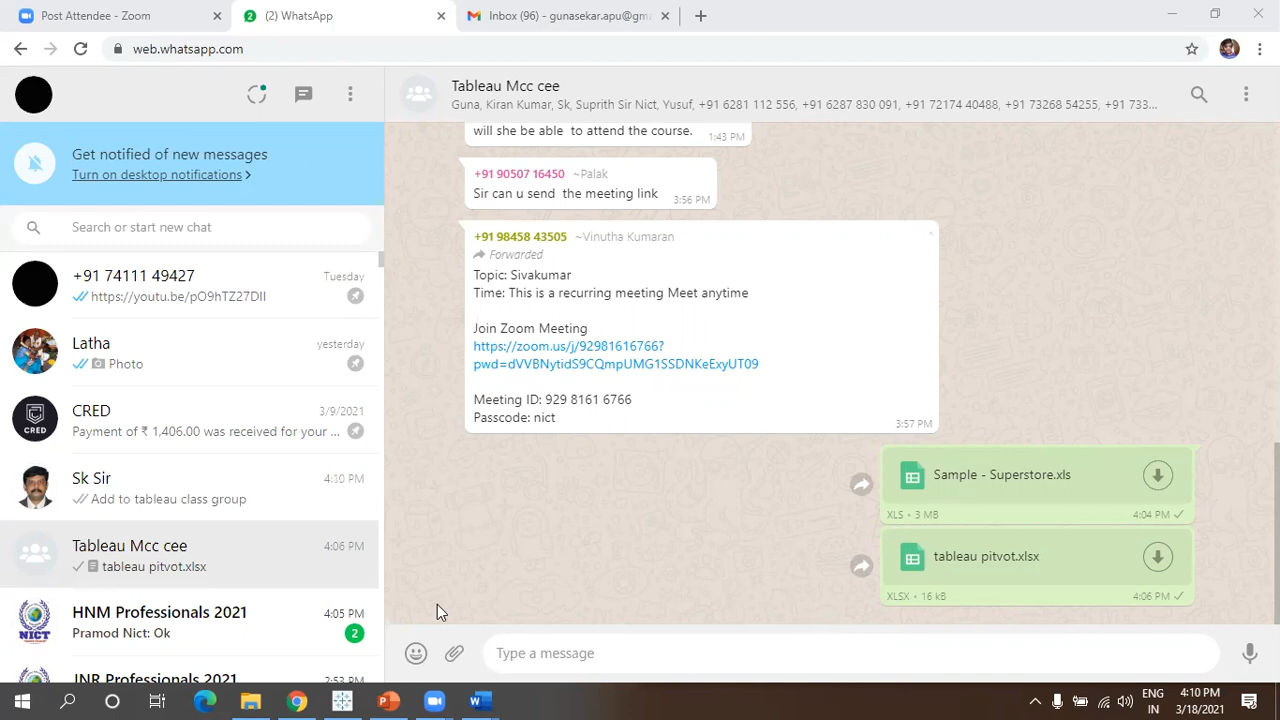 Post Attendee - Zoom
(2) WhatsApp
Inbox (96) - gunasekar.apu@gm
web.whatsapp.com
Tableau Mcc cee
Guna, Kiran Kumar, Sk, Suprith Sir Nict, Yusuf, +91 6281 112 556, +91 6287 830 091, +91 72174 40488, +91 73268 54255, +91 733...
Get notified of new messages
Turn on desktop notifications >
Search or start new chat
+91 74111 49427
Tuesday
https://youtu.be/pO9hTZ27DII
Latha
yesterday
Photo
CRED
3/9/2021
Payment of ₹ 1,406.00 was received for your ...
Sk Sir
4:10 PM
Add to tableau class group
Tableau Mcc cee
4:06 PM
tableau pitvot.xlsx
HNM Professionals 2021
4:05 PM
Pramod Nict: Ok
2
JNR Professionals 2021
2:53 PM
will she be able to attend the course.
1:43 PM
+91 90507 16450 ~Palak
Sir can u send the meeting link
3:56 PM
+91 98458 43505 ~Vinutha Kumaran
Forwarded
Topic: Sivakumar
Time: This is a recurring meeting Meet anytime
Join Zoom Meeting
https://zoom.us/j/92981616766?
pwd=dVVBNytidS9CQmpUMG1SSDNKeExyUT09
Meeting ID: 929 8161 6766
Passcode: nict
3:57 PM
Sample - Superstore.xls
XLS • 3 MB
4:04 PM
tableau pitvot.xlsx
XLSX • 16 kB
4:06 PM
Type a message
ENG
IN
4:10 PM
3/18/2021